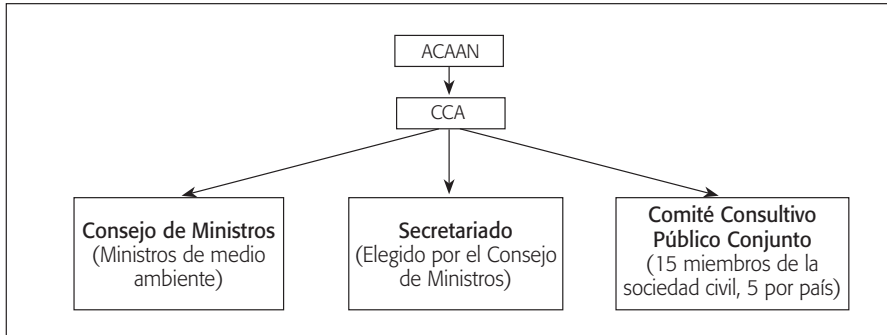 ACAAN
CCA
Consejo de Ministros
(Ministros de medio
ambiente)
Secretariado
(Elegido por el Consejo
de Ministros)
Comité Consultivo
Público Conjunto
(15 miembros de la
sociedad civil, 5 por país)